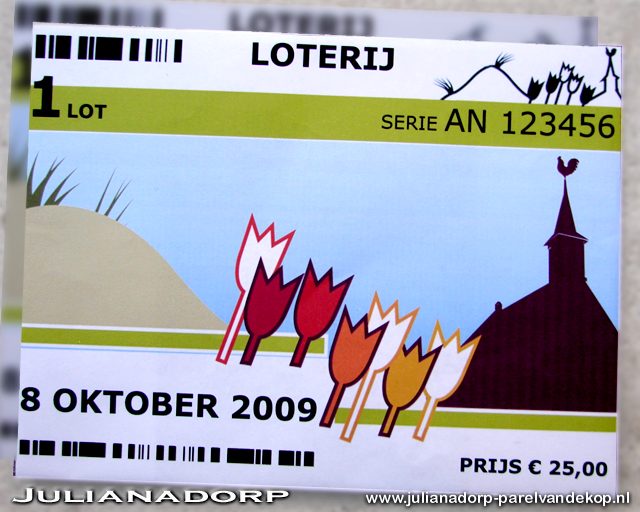 LOTERIJ
1 LOT
SERIE AN 123456
8 OKTOBER 2009
PRIJS € 25,00
JULIANADORP
www.julianadorp-parelvandekop.nl